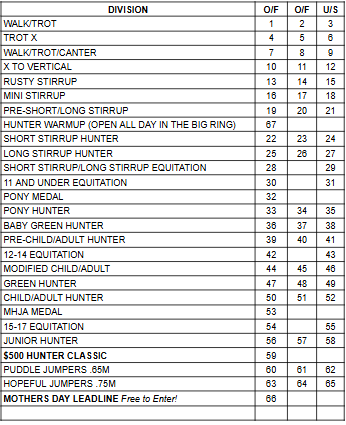 DIVISION O/F O/F U/S
WALK/TROT 1 2 3
TROT X 4 5 6
WALK/TROT/CANTER 7 8 9
X TO VERTICAL 10 11 12
RUSTY STIRRUP 13 14 15
MINI STIRRUP 16 17 18
PRE-SHORT/LONG STIRRUP 19 20 21
HUNTER WARMUP (OPEN ALL DAY IN THE BIG RING) 67
SHORT STIRRUP HUNTER 22 23 24
LONG STIRRUP HUNTER 25 26 27
SHORT STIRRUP/LONG STIRRUP EQUITATION 28 29
11 AND UNDER EQUITATION 30 31
PONY MEDAL 32
PONY HUNTER 33 34 35
BABY GREEN HUNTER 36 37 38
PRE-CHILD/ADULT HUNTER 39 40 41
12-14 EQUITATION 42 43
MODIFIED CHILD/ADULT 44 45 46
GREEN HUNTER 47 48 49
CHILD/ADULT HUNTER 50 51 52
MHJA MEDAL 53
15-17 EQUITATION 54 55
JUNIOR HUNTER 56 57 58
$500 HUNTER CLASSIC 59
PUDDLE JUMPERS .65M 60 61 62
HOPEFUL JUMPERS .75M 63 64 65
MOTHERS DAY LEADLINE Free to Enter! 66